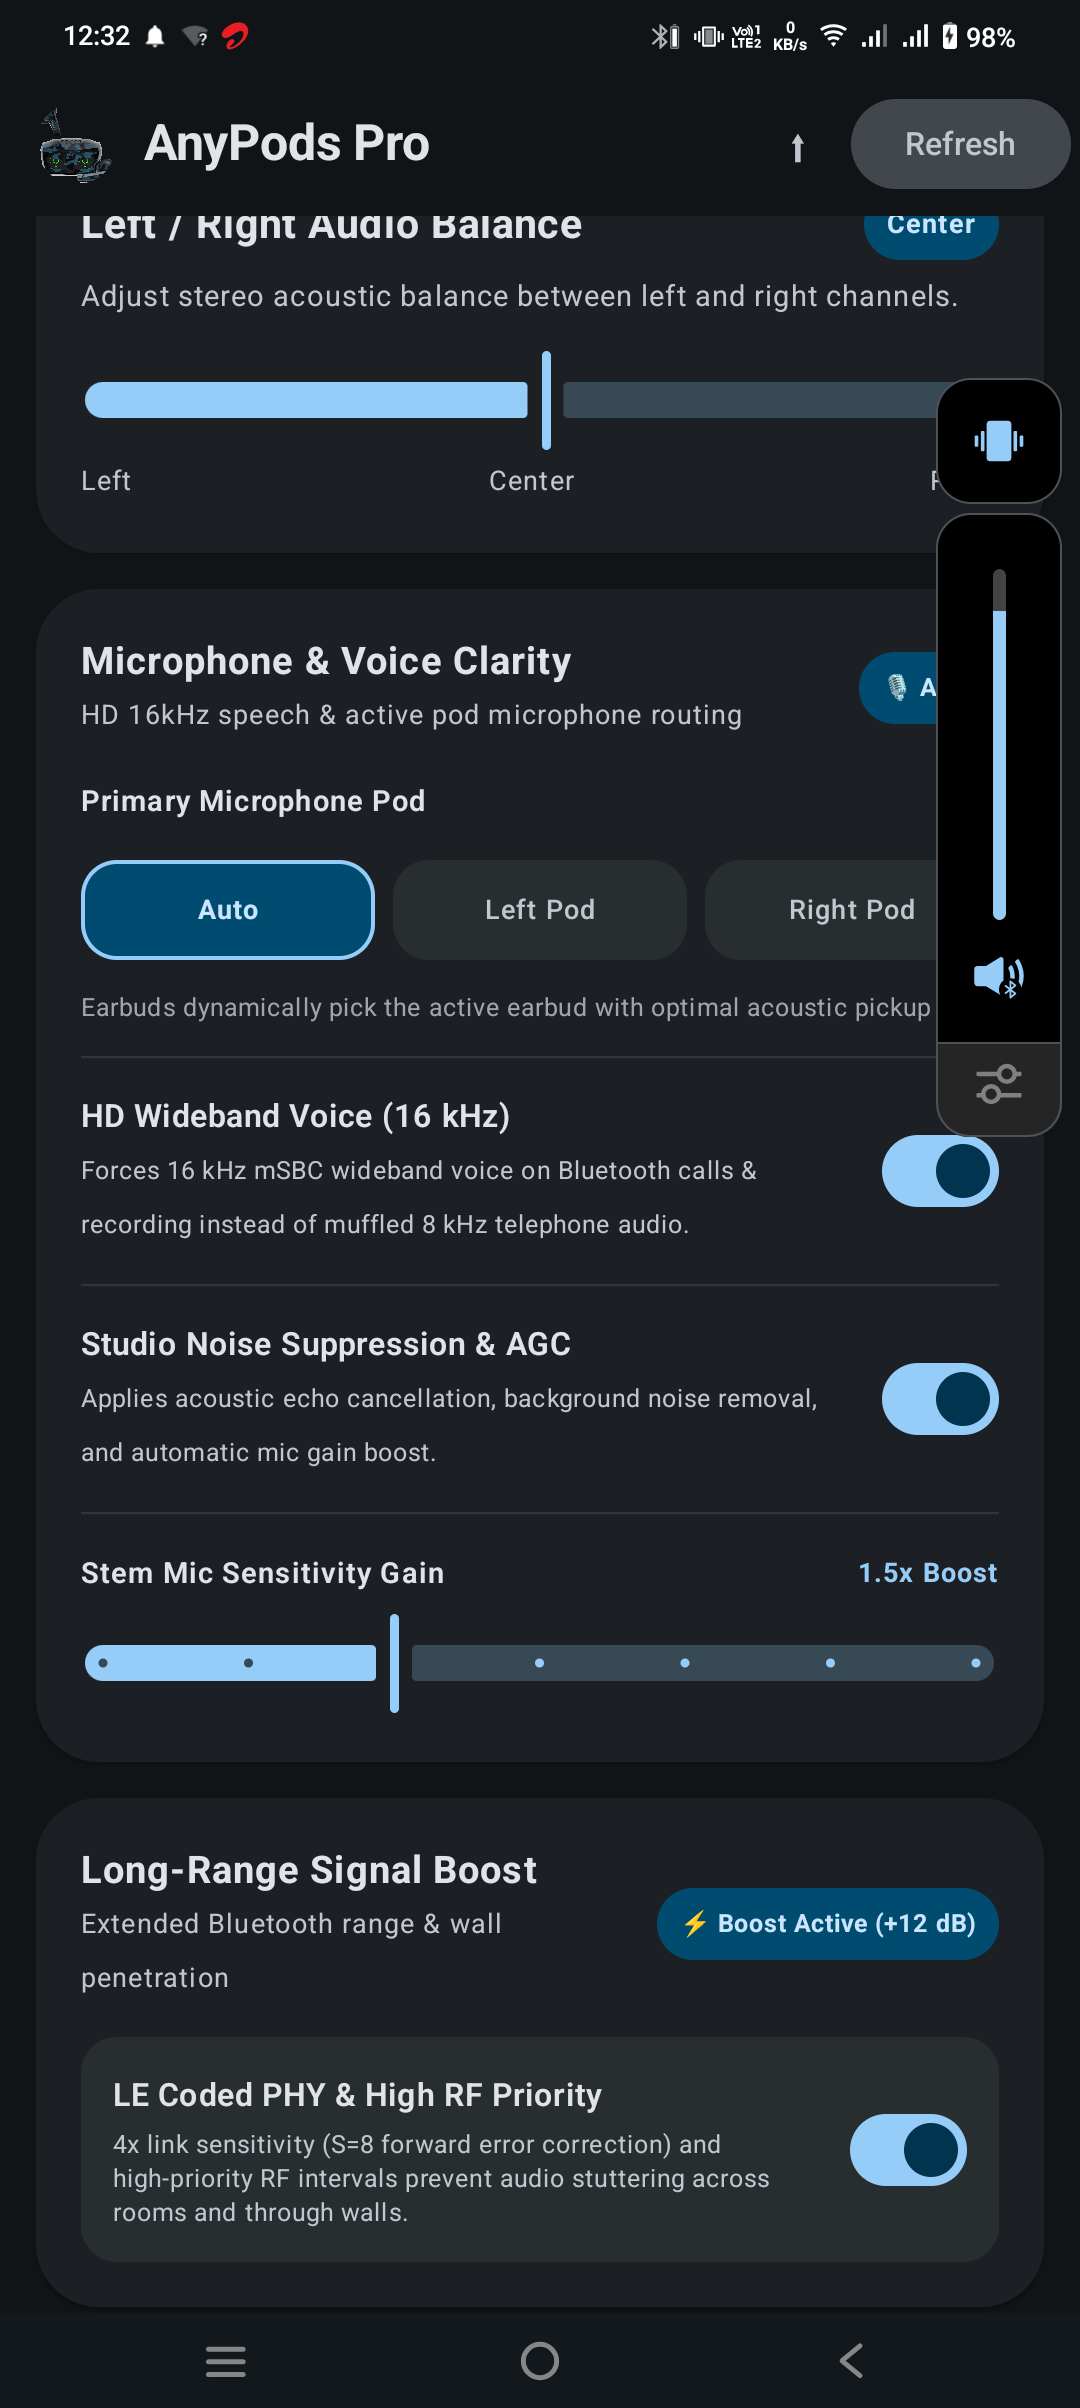 12:32
Vo)) 1 LTE2
0 KB/s
98%
AnyPods Pro
Refresh
Left / Right Audio Balance
Center
Adjust stereo acoustic balance between left and right channels.
Left
Center
Microphone & Voice Clarity
HD 16kHz speech & active pod microphone routing
Primary Microphone Pod
Auto
Left Pod
Right Pod
Earbuds dynamically pick the active earbud with optimal acoustic pickup
HD Wideband Voice (16 kHz)
Forces 16 kHz mSBC wideband voice on Bluetooth calls &
recording instead of muffled 8 kHz telephone audio.
Studio Noise Suppression & AGC
Applies acoustic echo cancellation, background noise removal,
and automatic mic gain boost.
Stem Mic Sensitivity Gain
1.5x Boost
Long-Range Signal Boost
Extended Bluetooth range & wall
penetration
⚡ Boost Active (+12 dB)
LE Coded PHY & High RF Priority
4x link sensitivity (S=8 forward error correction) and
high-priority RF intervals prevent audio stuttering across
rooms and through walls.